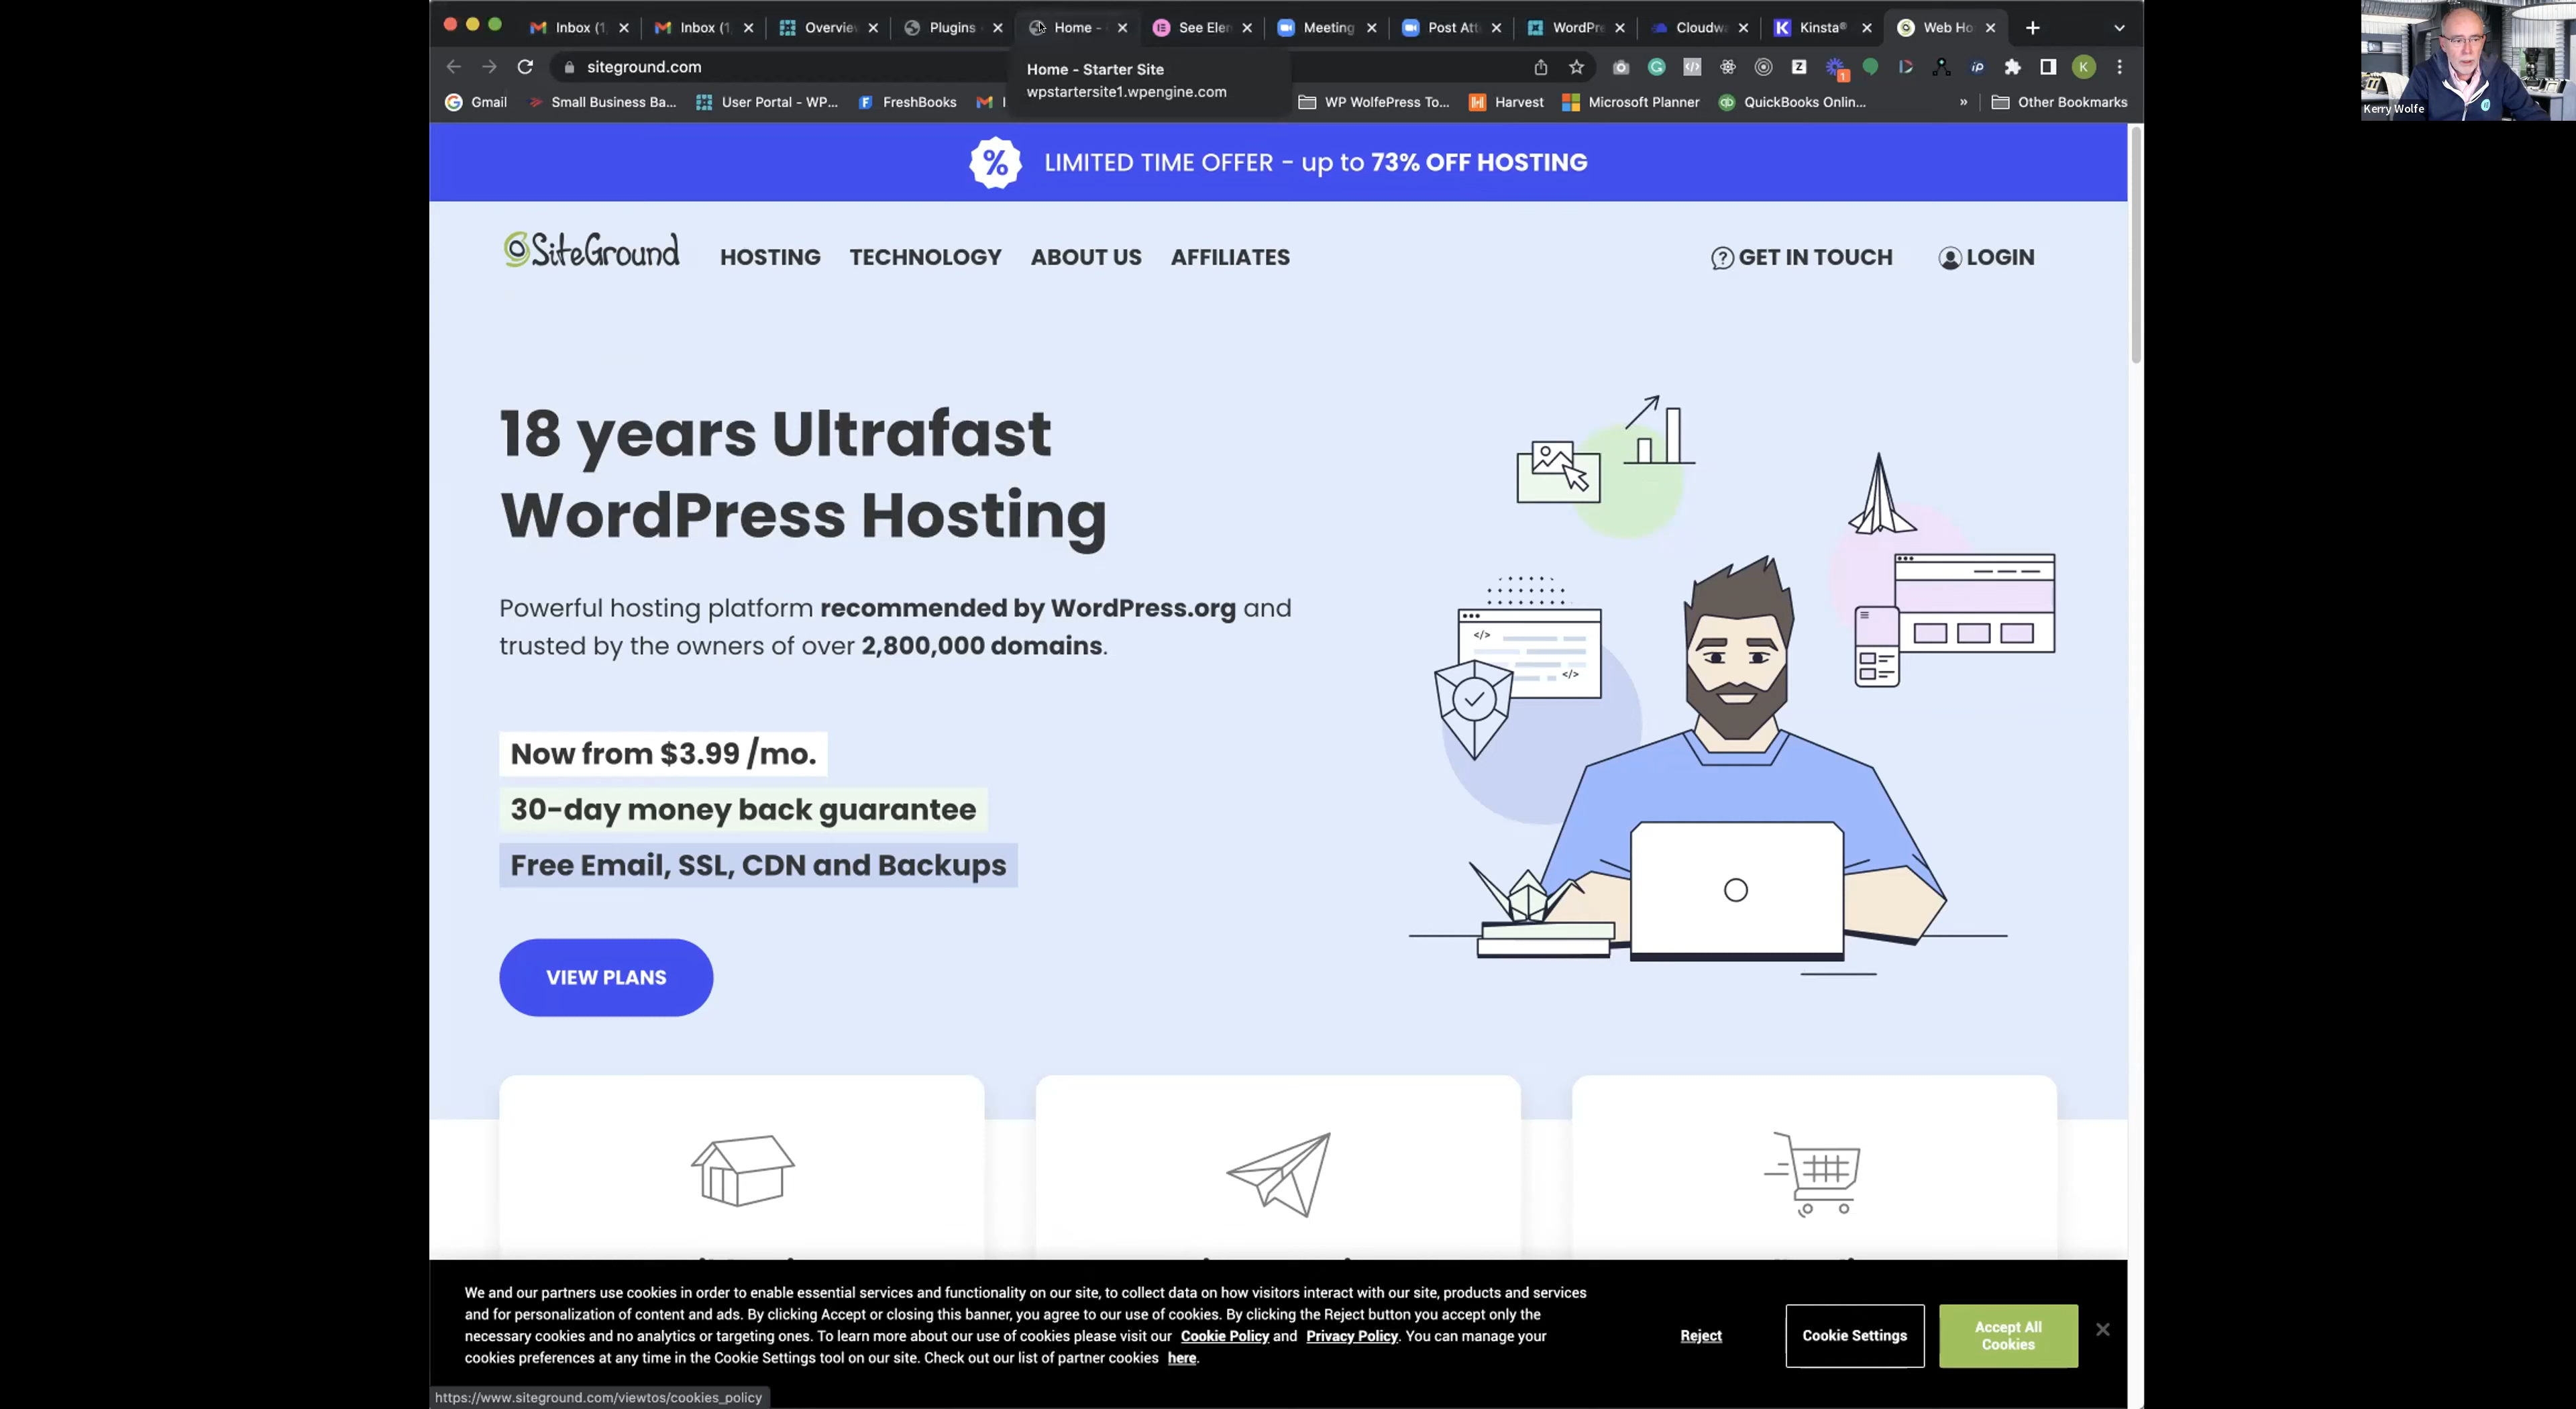 Inbox (1
Inbox (1
Overvie
Plugins
Home -
See Elen
Meeting
Post Att
WordPre
Cloudwa
Kinsta®
Web Ho
siteground.com
Home - Starter Site
wpstartersite1.wpengine.com
Gmail
Small Business Ba...
User Portal - WP...
FreshBooks
WP WolfePress To...
Harvest
Microsoft Planner
QuickBooks Onlin...
»
Other Bookmarks
Kerry Wolfe
% LIMITED TIME OFFER - up to 73% OFF HOSTING
SiteGround
HOSTING
TECHNOLOGY
ABOUT US
AFFILIATES
GET IN TOUCH
LOGIN
18 years Ultrafast
WordPress Hosting
Powerful hosting platform recommended by WordPress.org and
trusted by the owners of over 2,800,000 domains.
Now from $3.99 /mo.
30-day money back guarantee
Free Email, SSL, CDN and Backups
VIEW PLANS
We and our partners use cookies in order to enable essential services and functionality on our site, to collect data on how visitors interact with our site, products and services
and for personalization of content and ads. By clicking Accept or closing this banner, you agree to our use of cookies. By clicking the Reject button you accept only the
necessary cookies and no analytics or targeting ones. To learn more about our use of cookies please visit our Cookie Policy and Privacy Policy. You can manage your
cookies preferences at any time in the Cookie Settings tool on our site. Check out our list of partner cookies here.
Reject
Cookie Settings
Accept All
Cookies
https://www.siteground.com/viewtos/cookies_policy